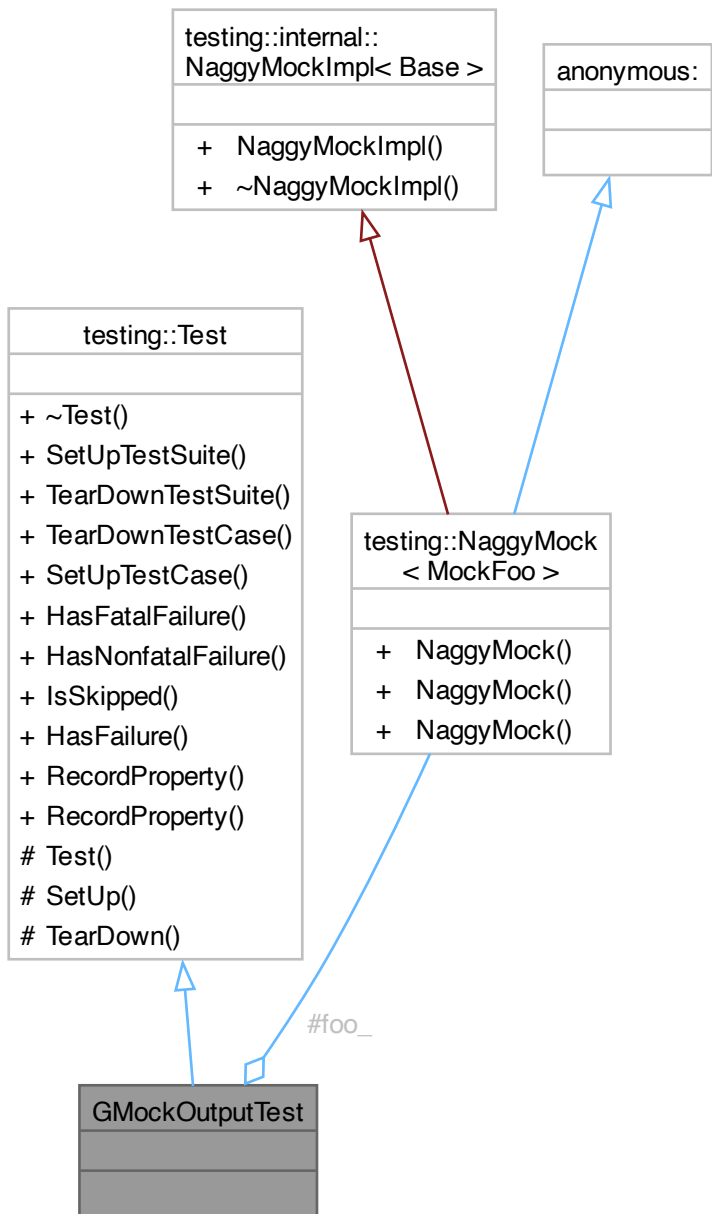 testing::internal::
NaggyMockImpl< Base >
+ NaggyMockImpl()
+ ~NaggyMockImpl()
anonymous:
testing::Test
+ ~Test()
+ SetUpTestSuite()
+ TearDownTestSuite()
+ TearDownTestCase()
+ SetUpTestCase()
+ HasFatalFailure()
+ HasNonfatalFailure()
+ IsSkipped()
+ HasFailure()
+ RecordProperty()
+ RecordProperty()
# Test()
# SetUp()
# TearDown()
testing::NaggyMock
< MockFoo >
+ NaggyMock()
+ NaggyMock()
+ NaggyMock()
#foo_
GMockOutputTest